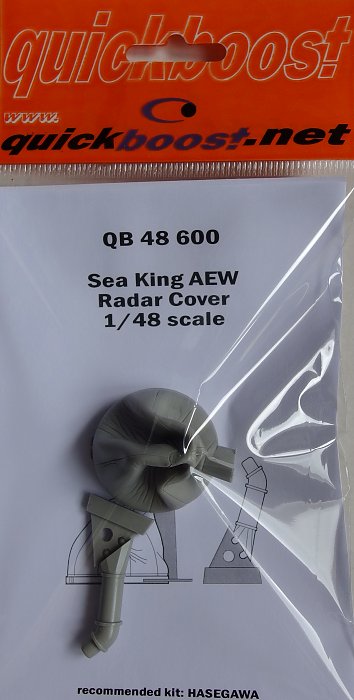 quickboost
www.
quickboost.net
QB 48 600
Sea King AEW
Radar Cover
1/48 scale
recommended kit: HASEGAWA